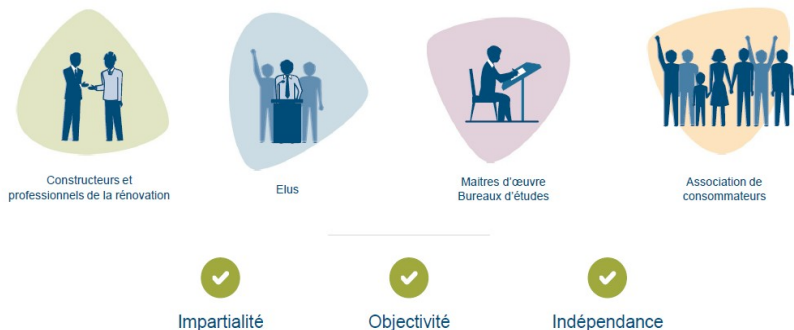 Constructeurs et
professionnels de la rénovation
Elus
Maitres d'œuvre
Bureaux d'études
Association de
consommateurs
Impartialité
Objectivité
Indépendance